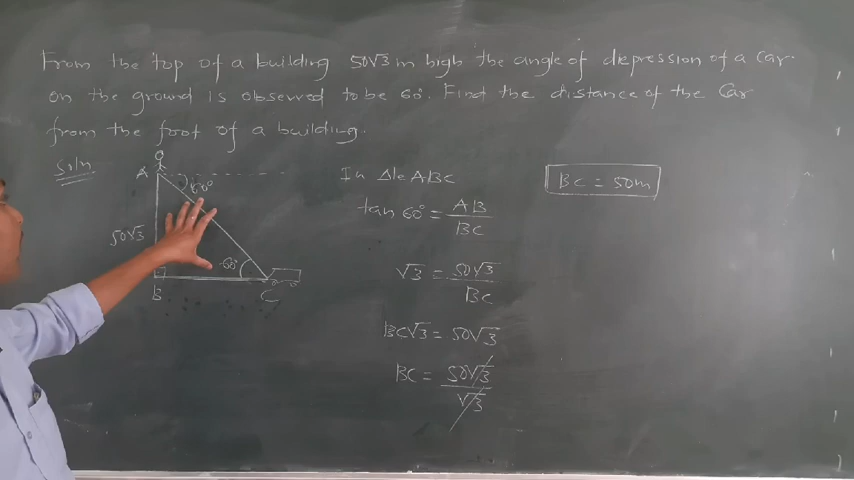 From the top of a building 50√3 m high the angle of depression of a Car
on the ground is observed to be 60°. Find the distance of the Car
from the foot of a building.
Soln
A
60°
50√3
60°
B
C
In Δle ABC
tan 60° = AB/BC
√3 = 50√3/BC
BC√3 = 50√3
BC = 50√3/√3
BC = 50m